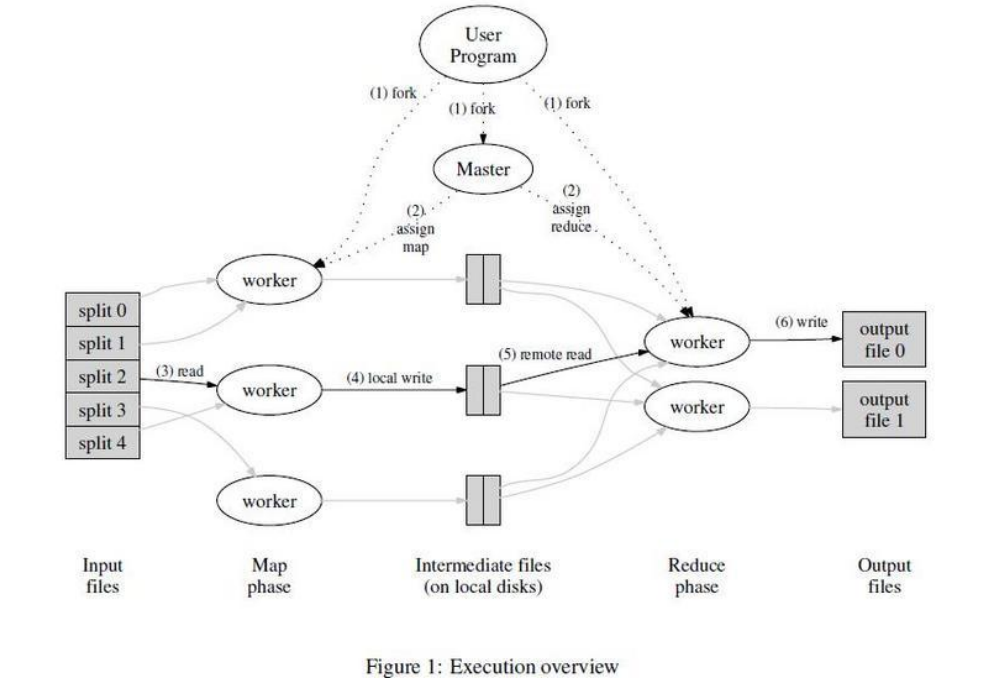 User
Program
(1) fork
(1) fork
(1) fork
Master
(2)
assign
map
(2)
assign
reduce
worker
split 0
split 1
split 2
split 3
split 4
(3) read
worker
(4) local write
worker
(5) remote read
worker
(6) write
output
file 0
worker
output
file 1
Input
files
Map
phase
Intermediate files
(on local disks)
Reduce
phase
Output
files
Figure 1: Execution overview